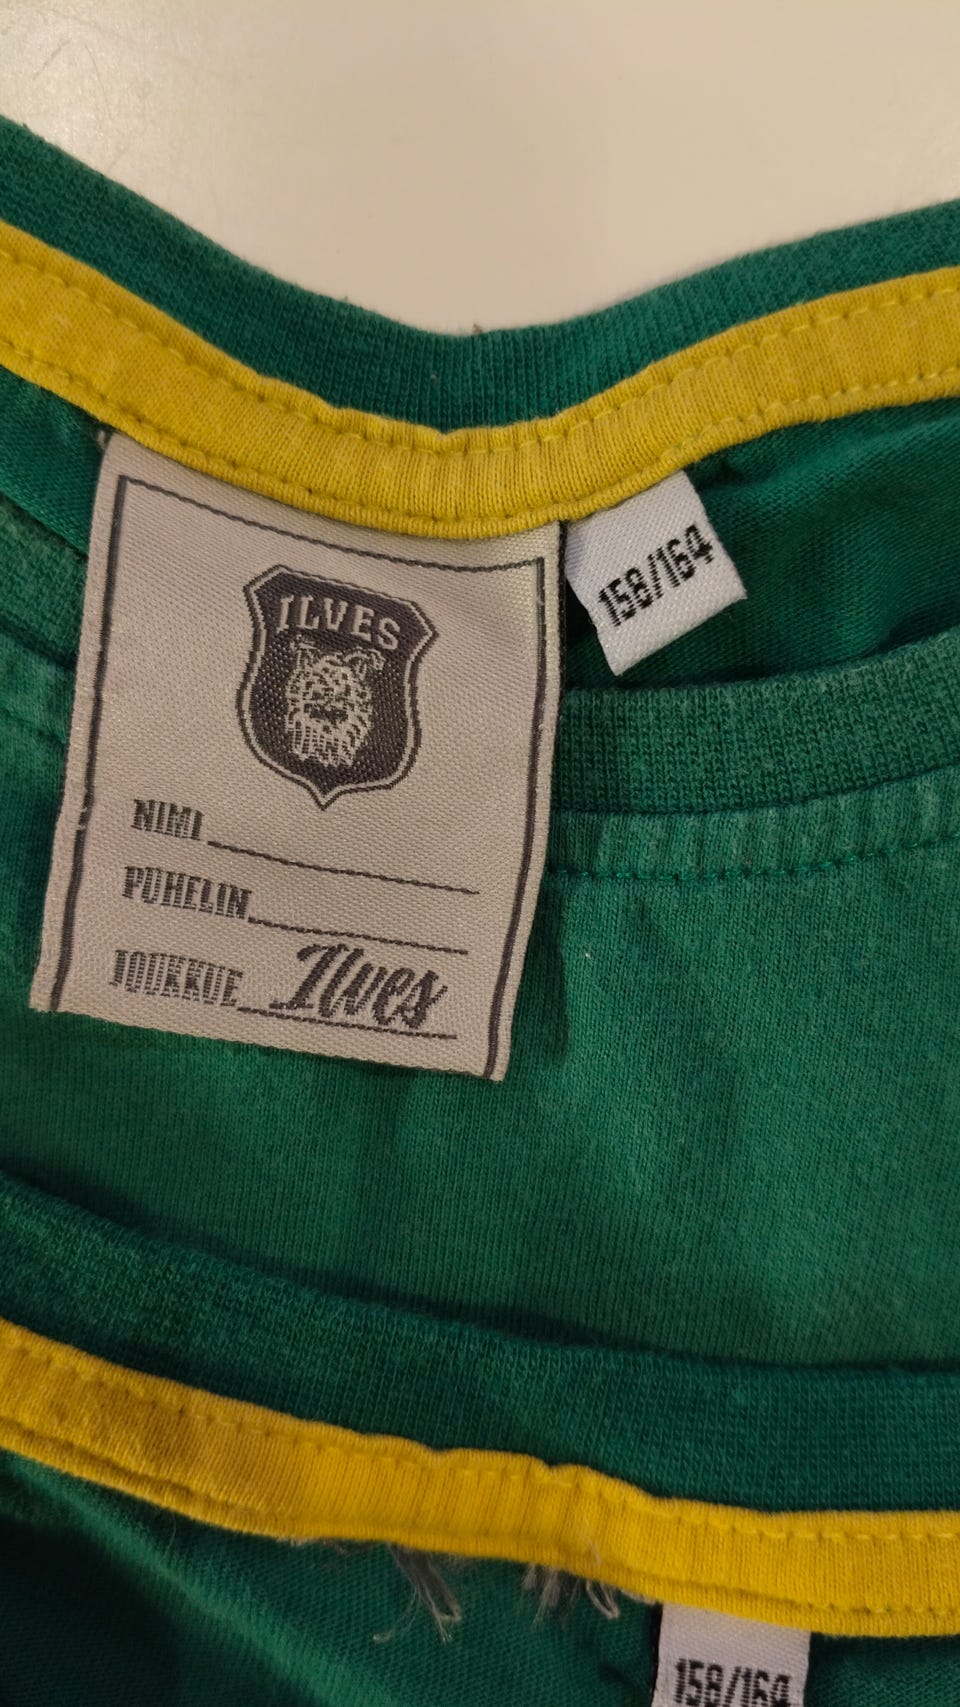 ILVES
NIMI
PUHELIN
JOUKKUE Ilves
158/164
158/164